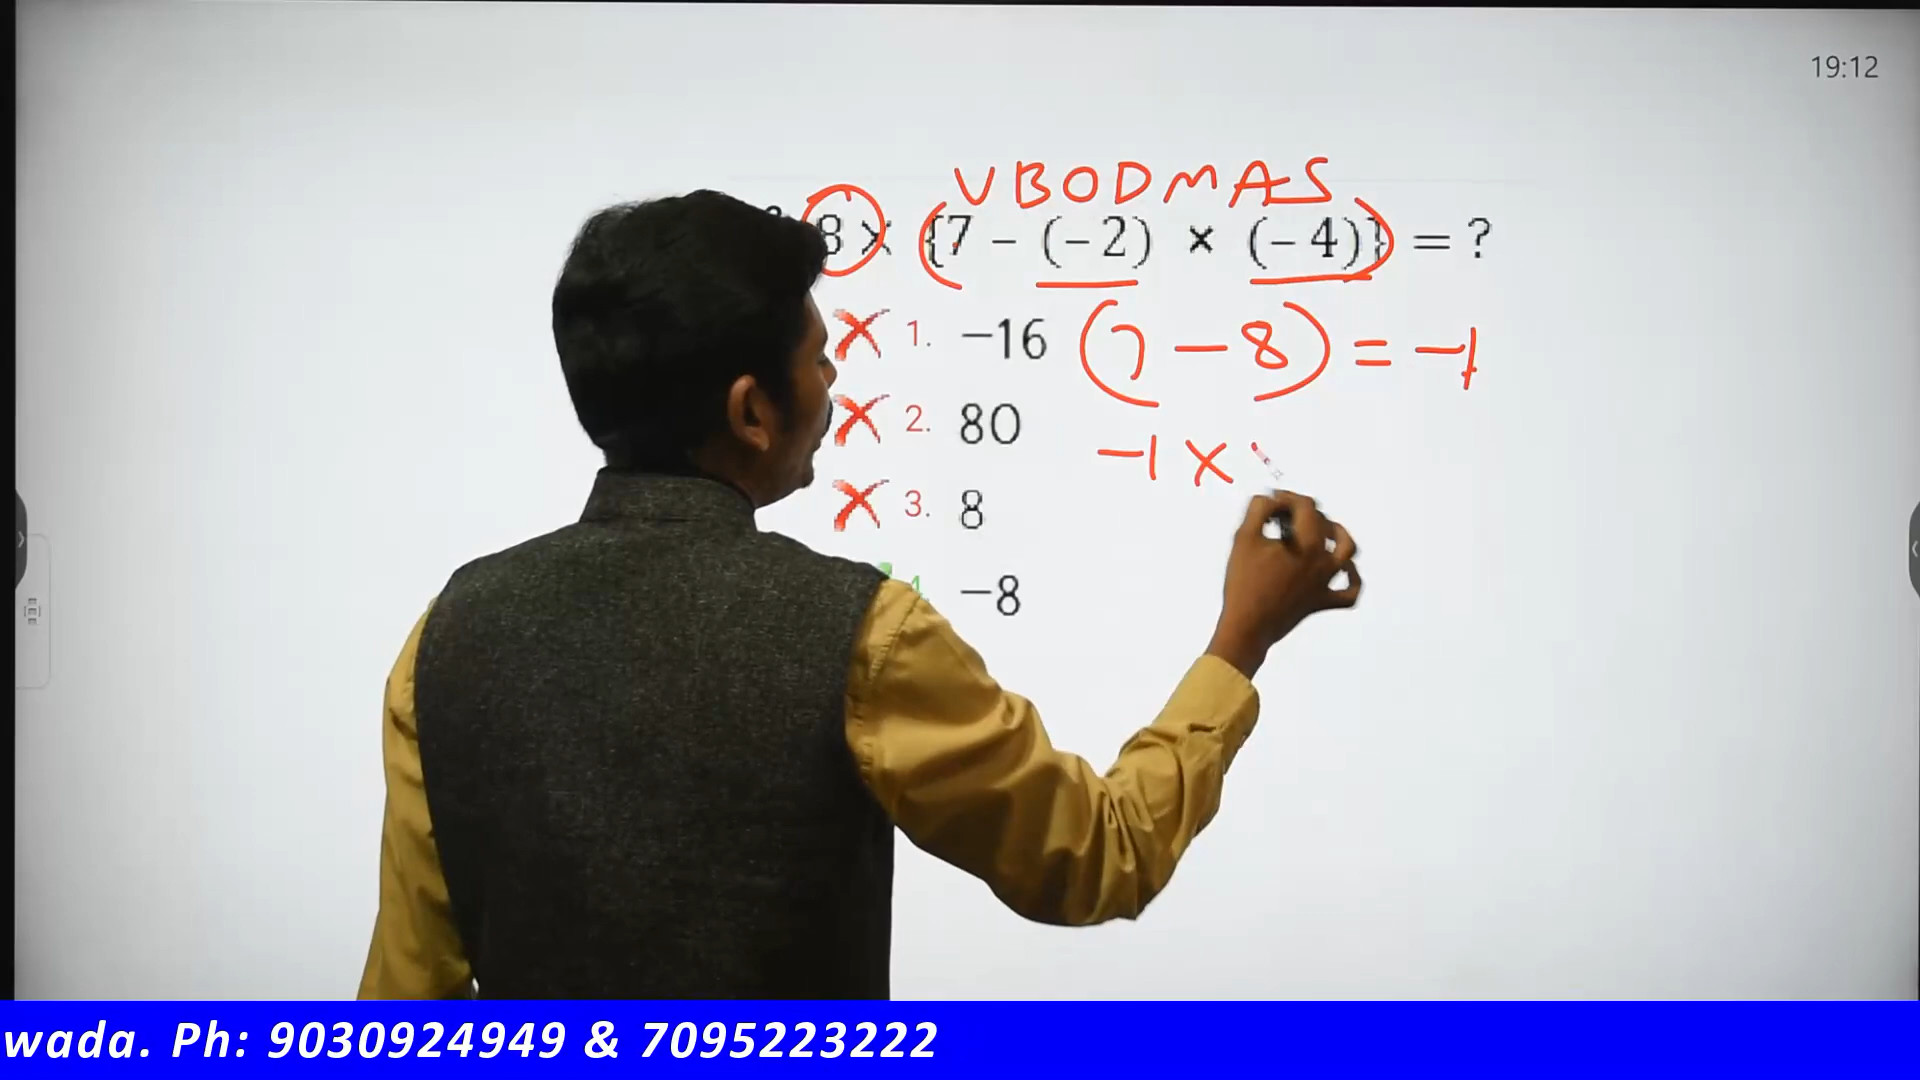 19:12
VBODMAS
8 × {7 − (−2) × (−4)} = ?
1. −16
(7 − 8) = −1
2. 80
−1 ×
3. 8
4. −8
wada. Ph: 9030924949 & 7095223222